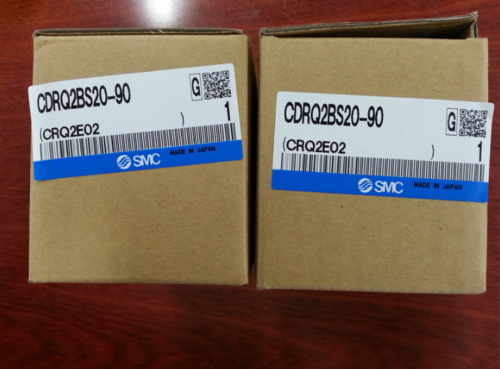 CDRQ2BS20-90
G
1
(CRQ2E02 )
SMC
MADE IN JAPAN
CDRQ2BS20-90
G
1
(CRQ2E02 )
SMC
MADE IN JAPAN